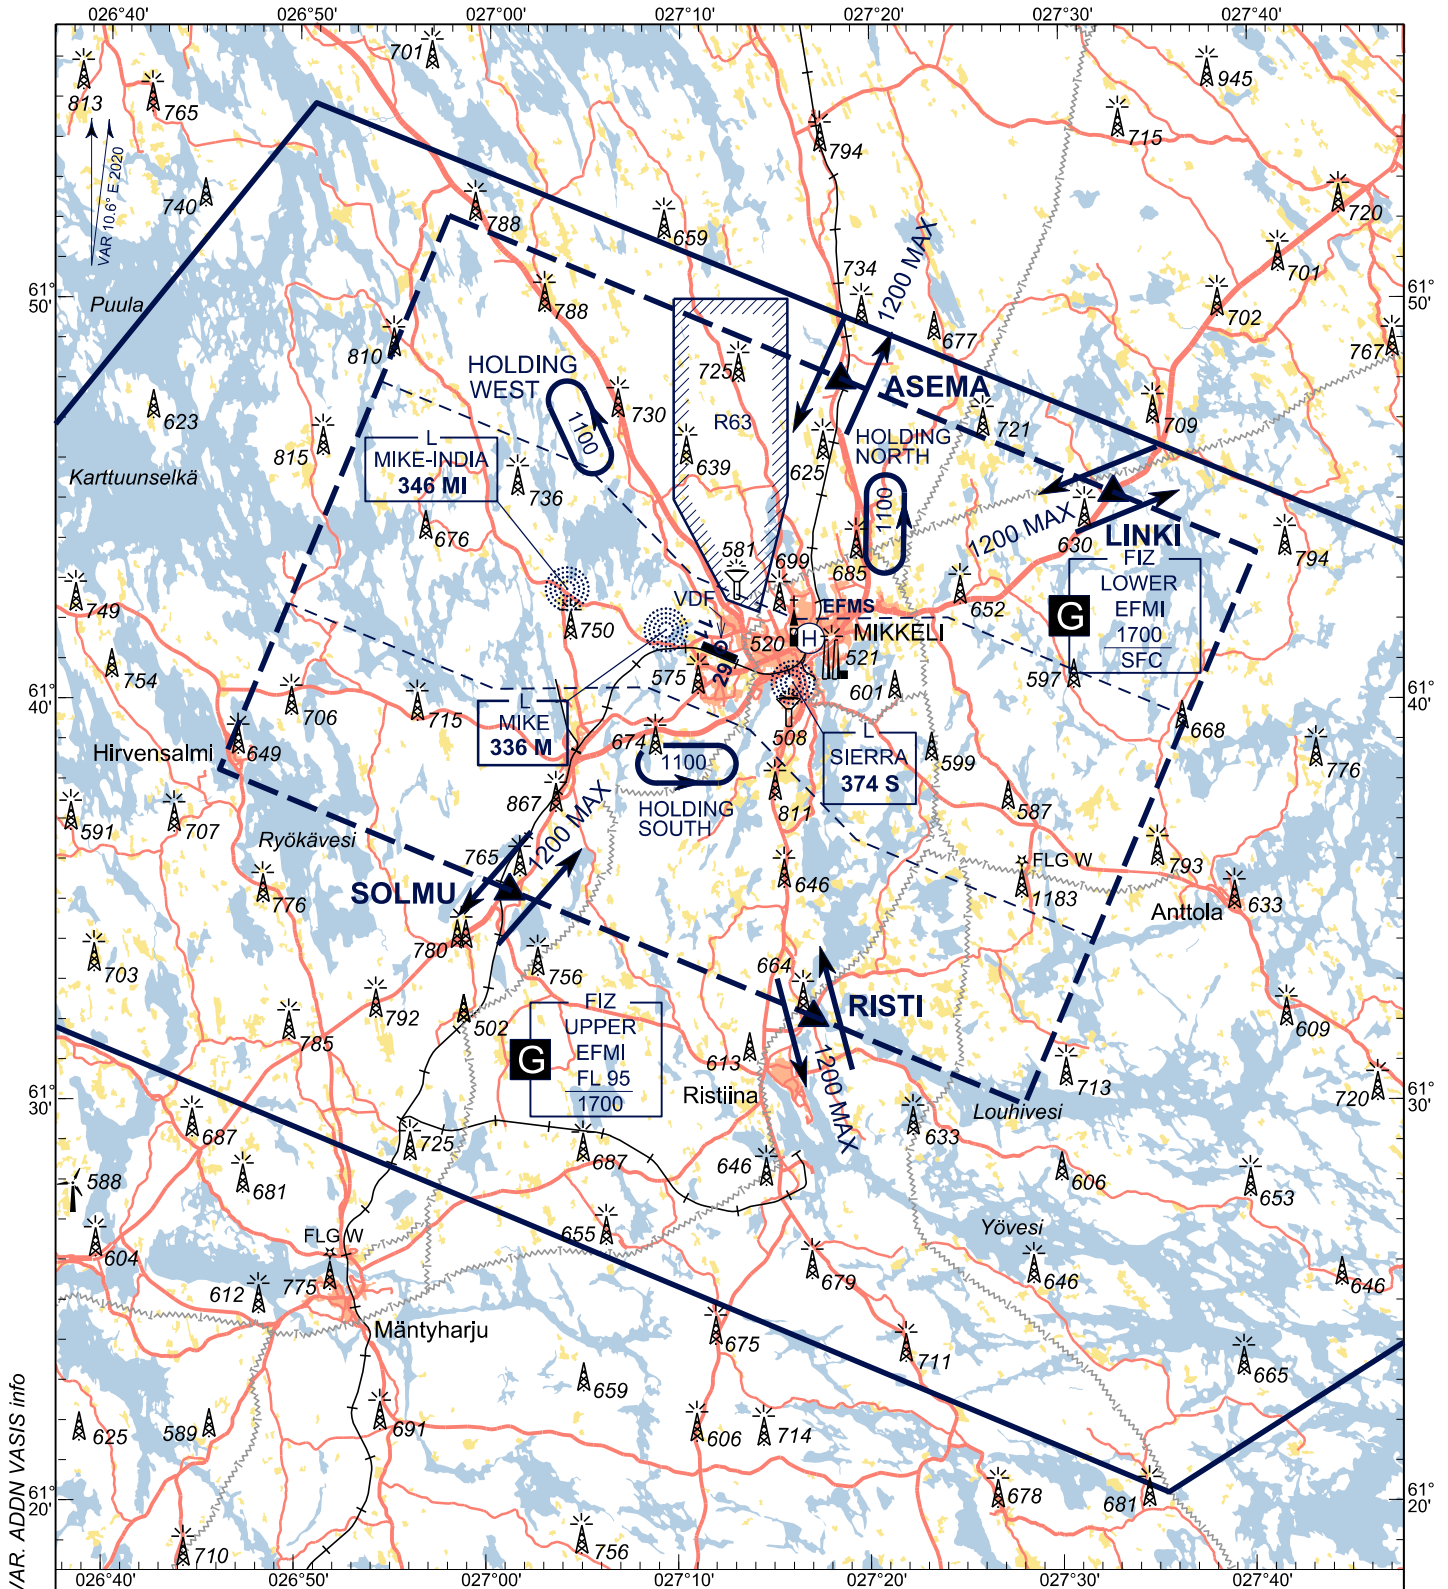 026°40' 026°50' 027°00' 027°10' 027°20' 027°30' 027°40'
701
945
813
765
715
794
VAR 10.6° E 2020
740
788
659
720
701
1200 MAX
734
61°
50'
Puula
788
702
61°
50'
677
767
810
HOLDING
WEST
725
ASEMA
623
1100
730
R63
721
709
HOLDING
NORTH
815
L
MIKE-INDIA
346 MI
639
625
Karttuunselkä
736
1100
1200 MAX
676
581
699
685
630
LINKI
794
FIZ
LOWER
EFMI
1700
SFC
G
749
VDF
652
750
EFMS
520
H
MIKKELI
521
754
575
29
601
597
61°
40'
706
715
L
MIKE
336 M
674
508
668
61°
40'
Hirvensalmi
649
1100
L
SIERRA
374 S
599
776
867
HOLDING
SOUTH
811
587
591
707
Ryökävesi
765
1200 MAX
FLG W
793
SOLMU
646
1183
776
Anttola
633
780
703
756
664
792
FIZ
UPPER
EFMI
FL 95
1700
G
RISTI
785
502
609
613
1200 MAX
713
61°
30'
Ristiina
Louhivesi
720
61°
30'
687
725
687
633
646
588
681
606
653
655
Yövesi
604
FLG W
679
612
775
646
646
Mäntyharju
675
711
665
659
625
589
691
606
714
61°
20'
678
681
61°
20'
710
756
026°40' 026°50' 027°00' 027°10' 027°20' 027°30' 027°40'
VAR. ADDN VASIS info